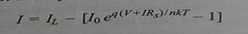 I = I_L − [I_0 e^{q(V+IR_s)/nkT} − 1]